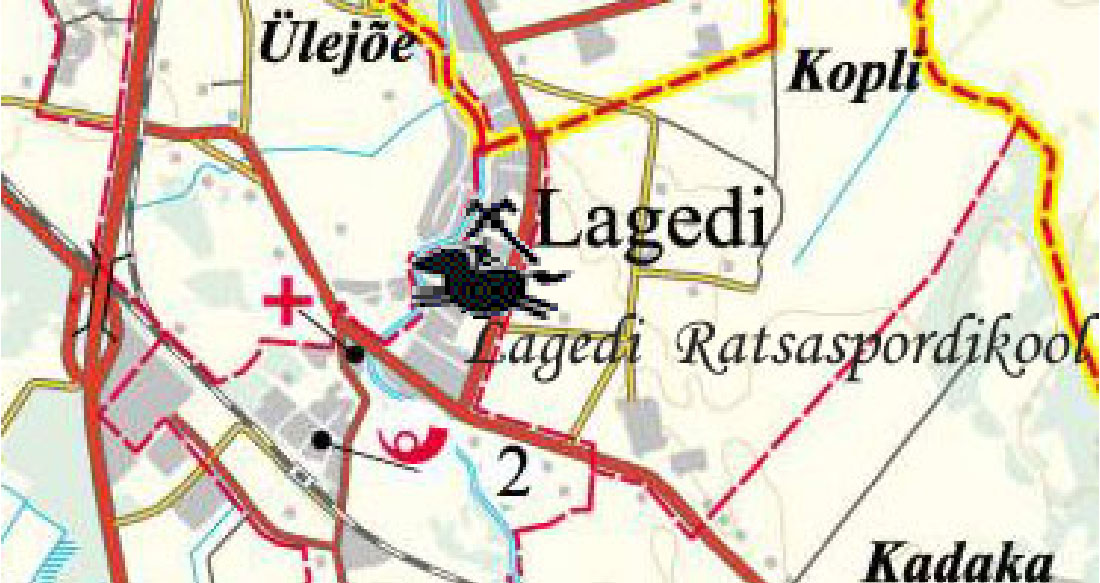 Ülejõe
Kopli
Lagedi
Lagedi Ratsaspordikool
2
Kadaka